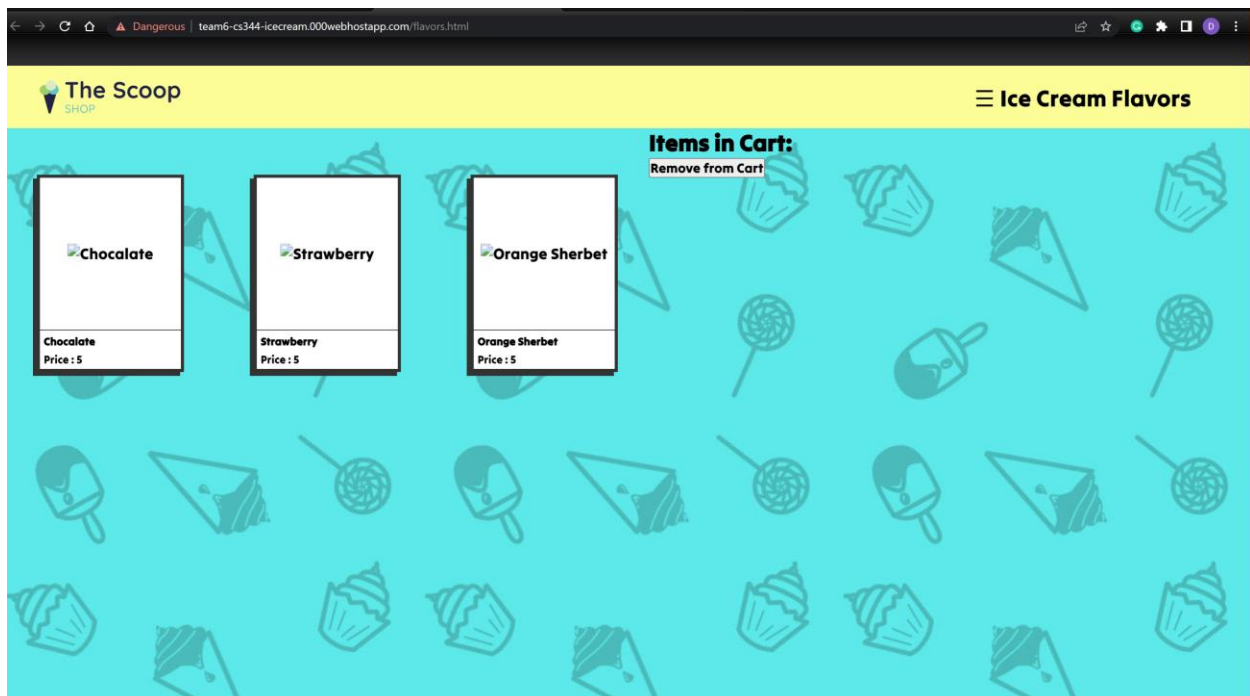 Dangerous | team6-cs344-icecream.000webhostapp.com/flavors.html
D
The Scoop
SHOP
☰ Ice Cream Flavors
Items in Cart:
Remove from Cart
Chocalate
Strawberry
Orange Sherbet
Chocalate
Price : 5
Strawberry
Price : 5
Orange Sherbet
Price : 5